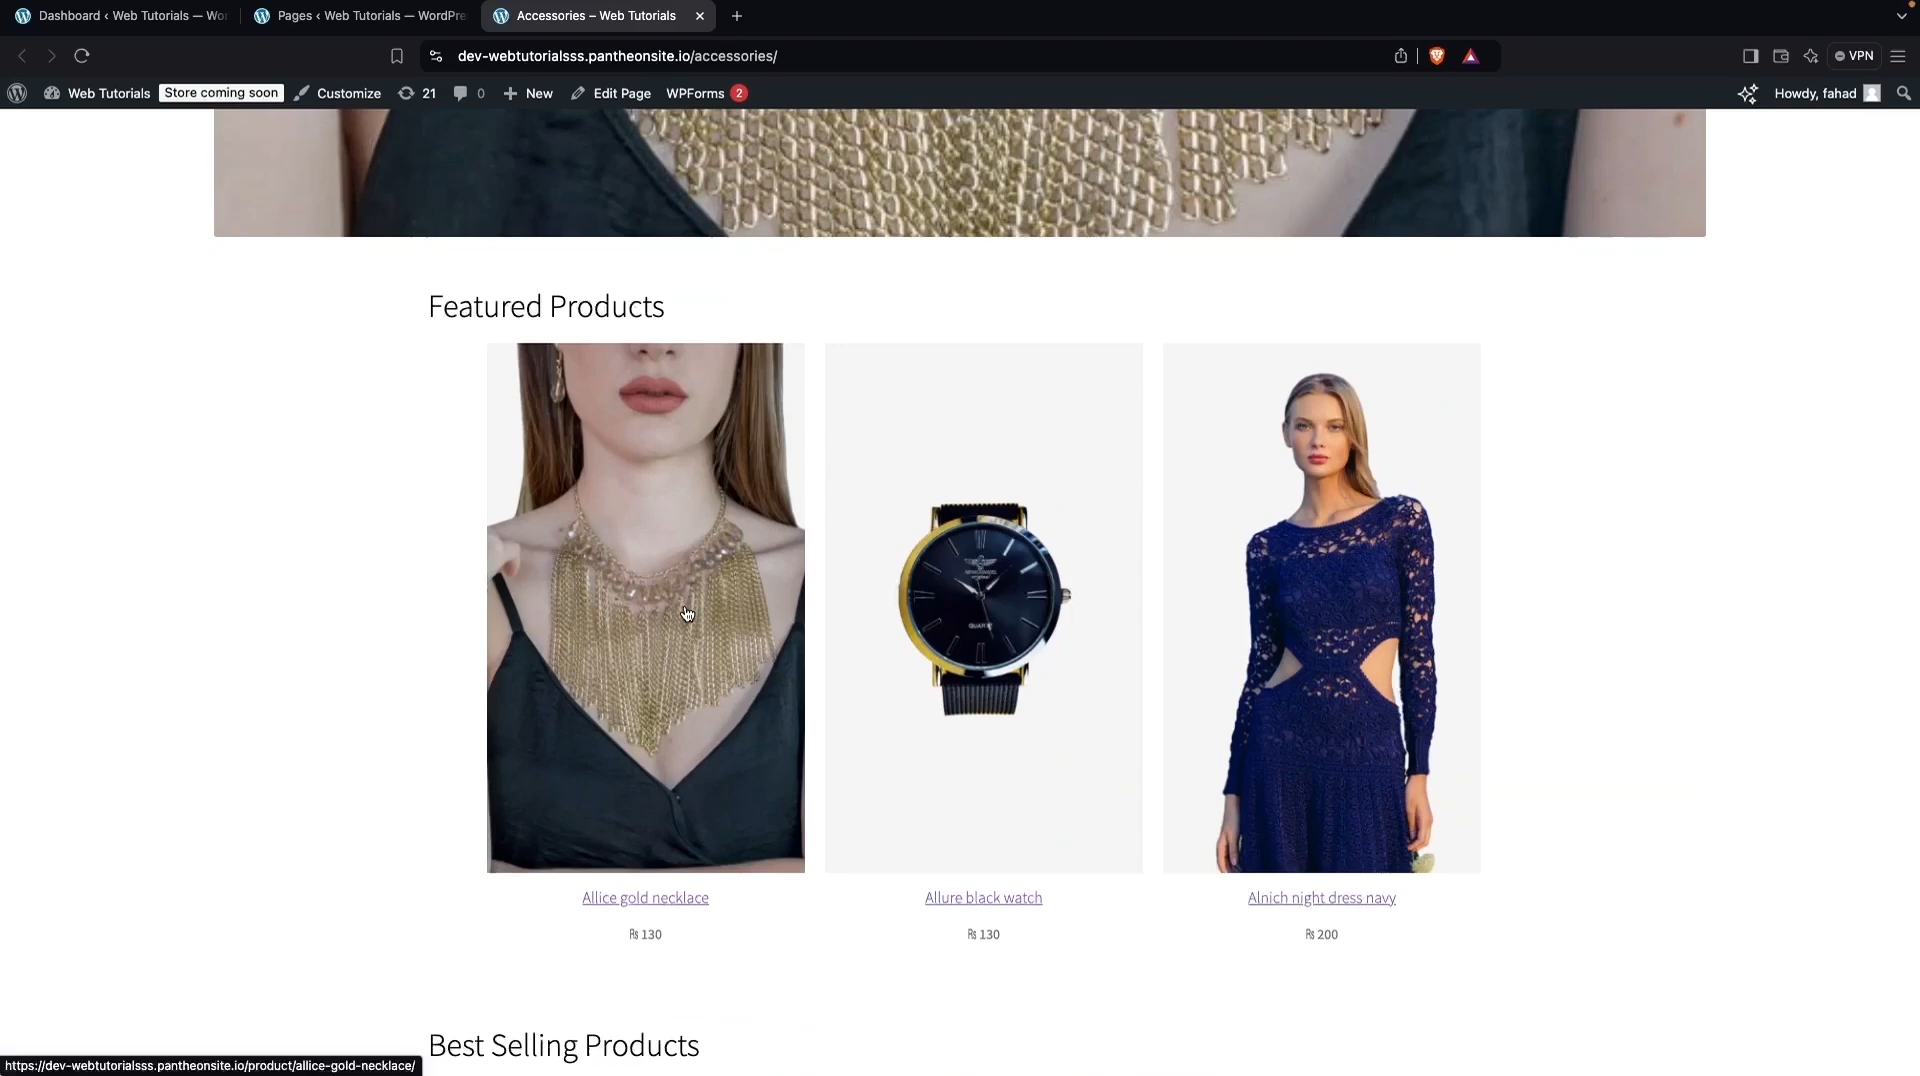 Dashboard ‹ Web Tutorials — Wor
Pages ‹ Web Tutorials — WordPre
Accessories – Web Tutorials
dev-webtutorialsss.pantheonsite.io/accessories/
VPN
Web Tutorials
Store coming soon
Customize
21
0
New
Edit Page
WPForms 2
Howdy, fahad
Featured Products
QUARTZ
Allice gold necklace
Allure black watch
Alnich night dress navy
₨ 130
₨ 130
₨ 200
Best Selling Products
https://dev-webtutorialsss.pantheonsite.io/product/allice-gold-necklace/